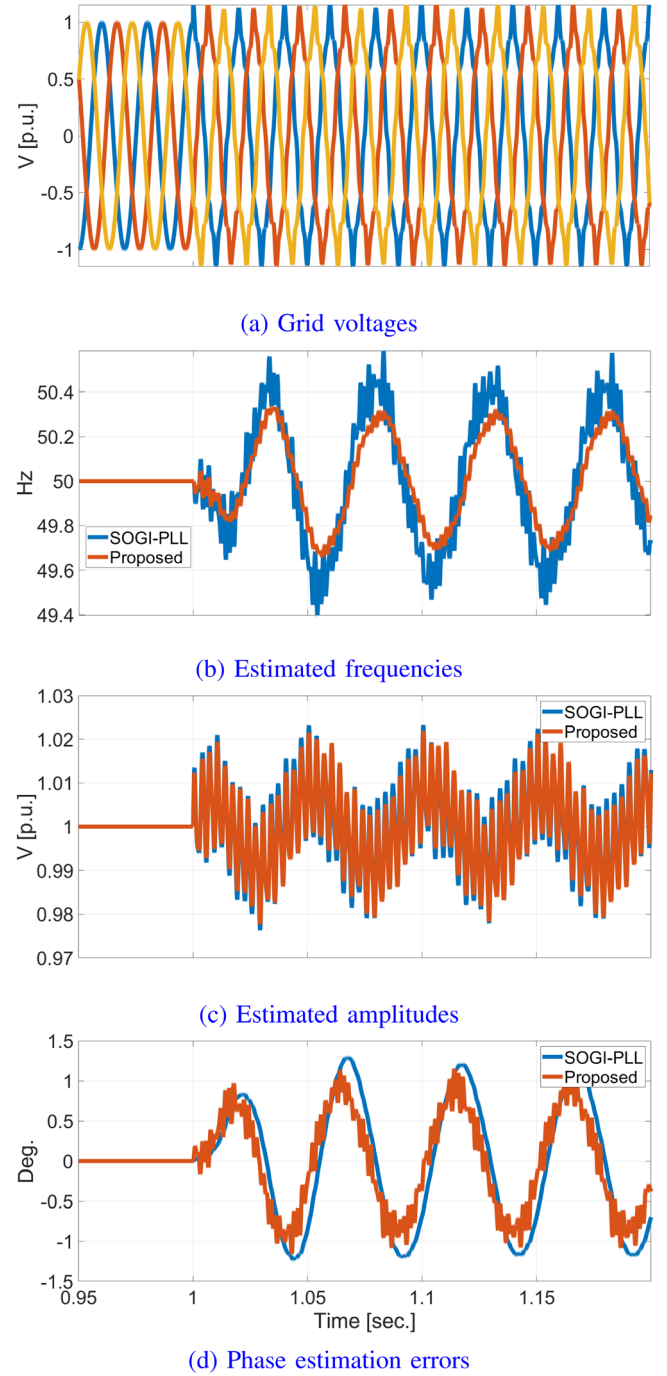 1
0.5
0
-0.5
-1
V [p.u.]
(a) Grid voltages
50.4
50.2
50
49.8
49.6
49.4
Hz
SOGI-PLL
Proposed
(b) Estimated frequencies
1.03
1.02
1.01
1
0.99
0.98
0.97
V [p.u.]
SOGI-PLL
Proposed
(c) Estimated amplitudes
1.5
1
0.5
0
-0.5
-1
-1.5
Deg.
SOGI-PLL
Proposed
0.95 1 1.05 1.1 1.15
Time [sec.]
(d) Phase estimation errors